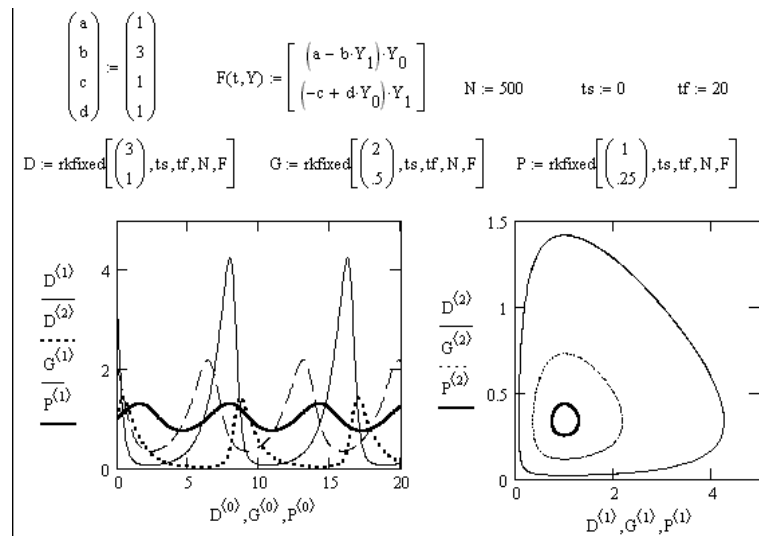 a
b
c
d
:=
1
3
1
1
F(t,Y) := [ (a − b·Y₁)·Y₀
(−c + d·Y₀)·Y₁ ]
N := 500
ts := 0
tf := 20
D := rkfixed[ (3 1) ,ts,tf,N,F]
G := rkfixed[ (2 .5) ,ts,tf,N,F]
P := rkfixed[ (1 .25) ,ts,tf,N,F]
D⟨1⟩
D⟨2⟩
G⟨1⟩
P⟨1⟩
4
2
0
0 5 10 15 20
D⟨0⟩,G⟨0⟩,P⟨0⟩
D⟨2⟩
G⟨2⟩
P⟨2⟩
1.5
1
0.5
0
0 2 4
D⟨1⟩,G⟨1⟩,P⟨1⟩